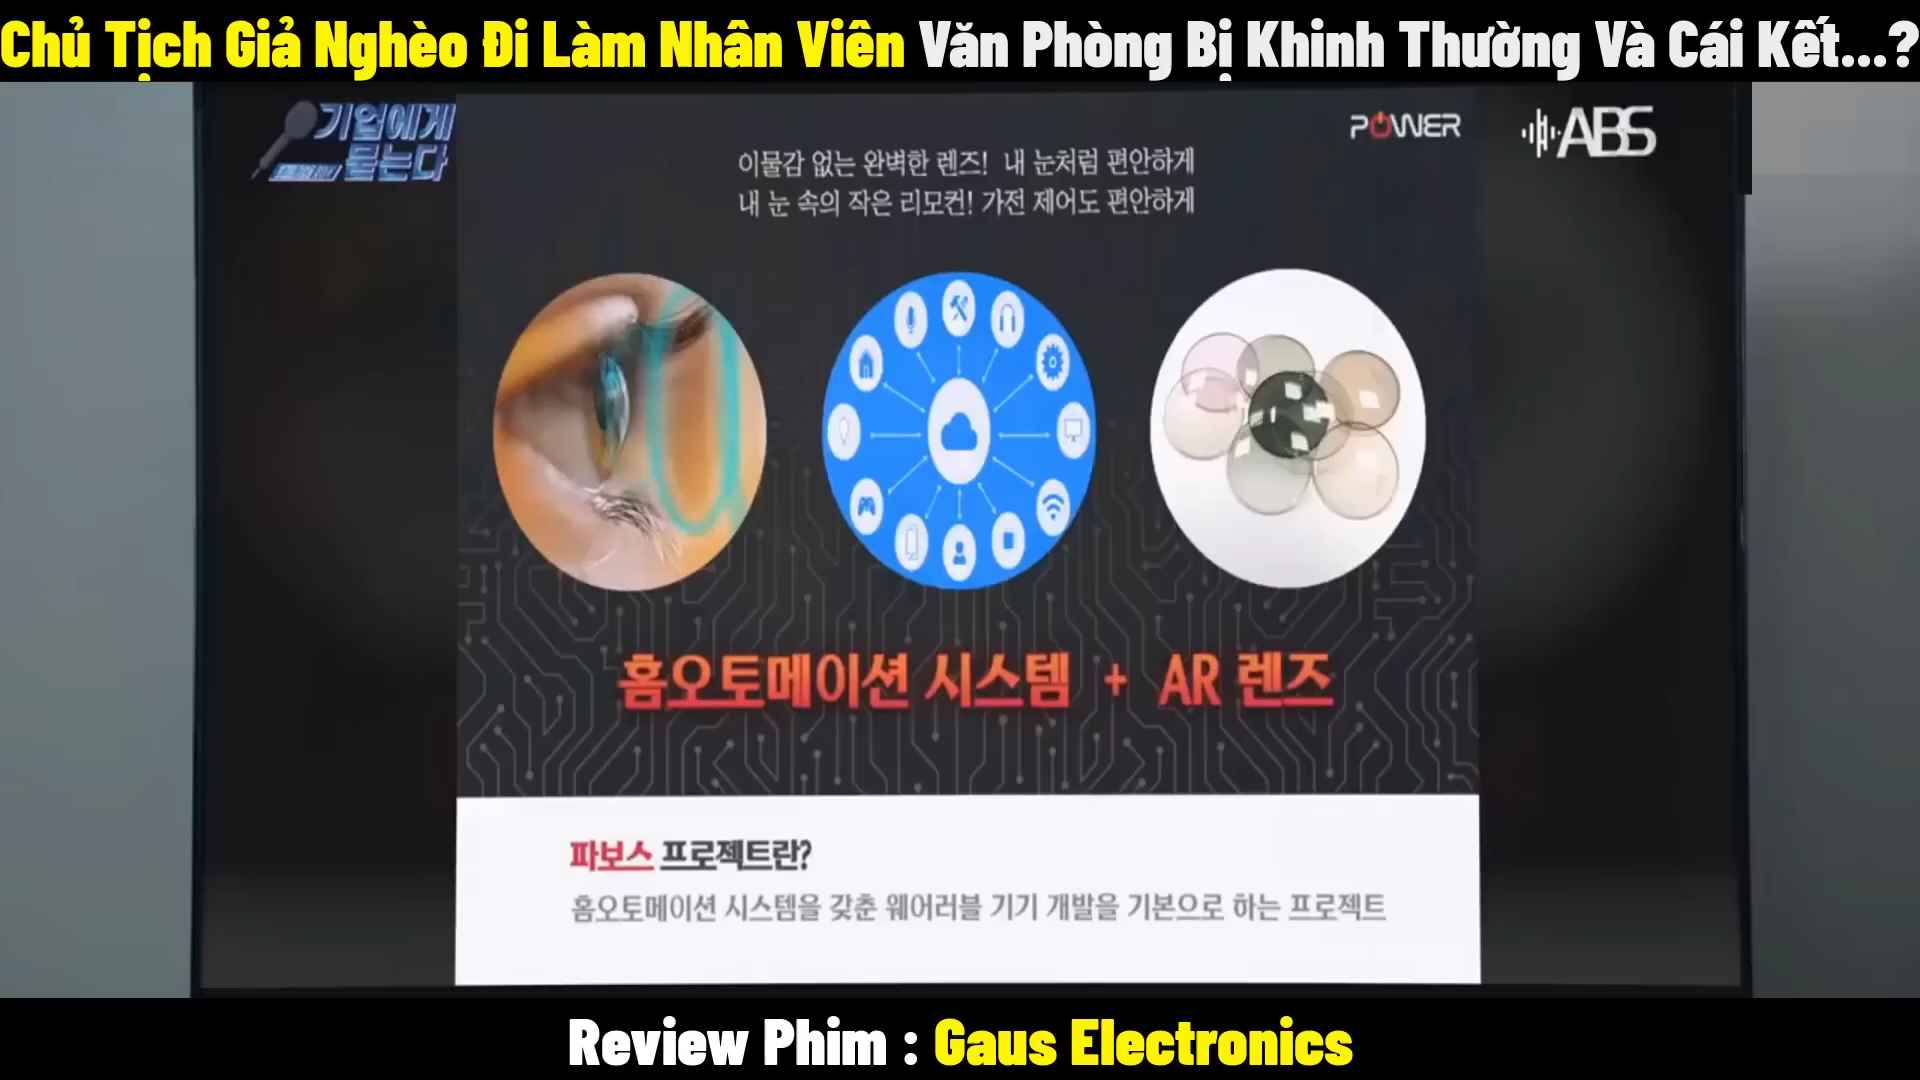 Chủ Tịch Giả Nghèo Đi Làm Nhân Viên Văn Phòng Bị Khinh Thường Và Cái Kết...?
기업에게
묻는다
POWER
ABS
이물감 없는 완벽한 렌즈! 내 눈처럼 편안하게
내 눈 속의 작은 리모컨! 가전 제어도 편안하게
홈오토메이션 시스템 + AR 렌즈
파보스 프로젝트란?
홈오토메이션 시스템을 갖춘 웨어러블 기기 개발을 기본으로 하는 프로젝트
Review Phim : Gaus Electronics